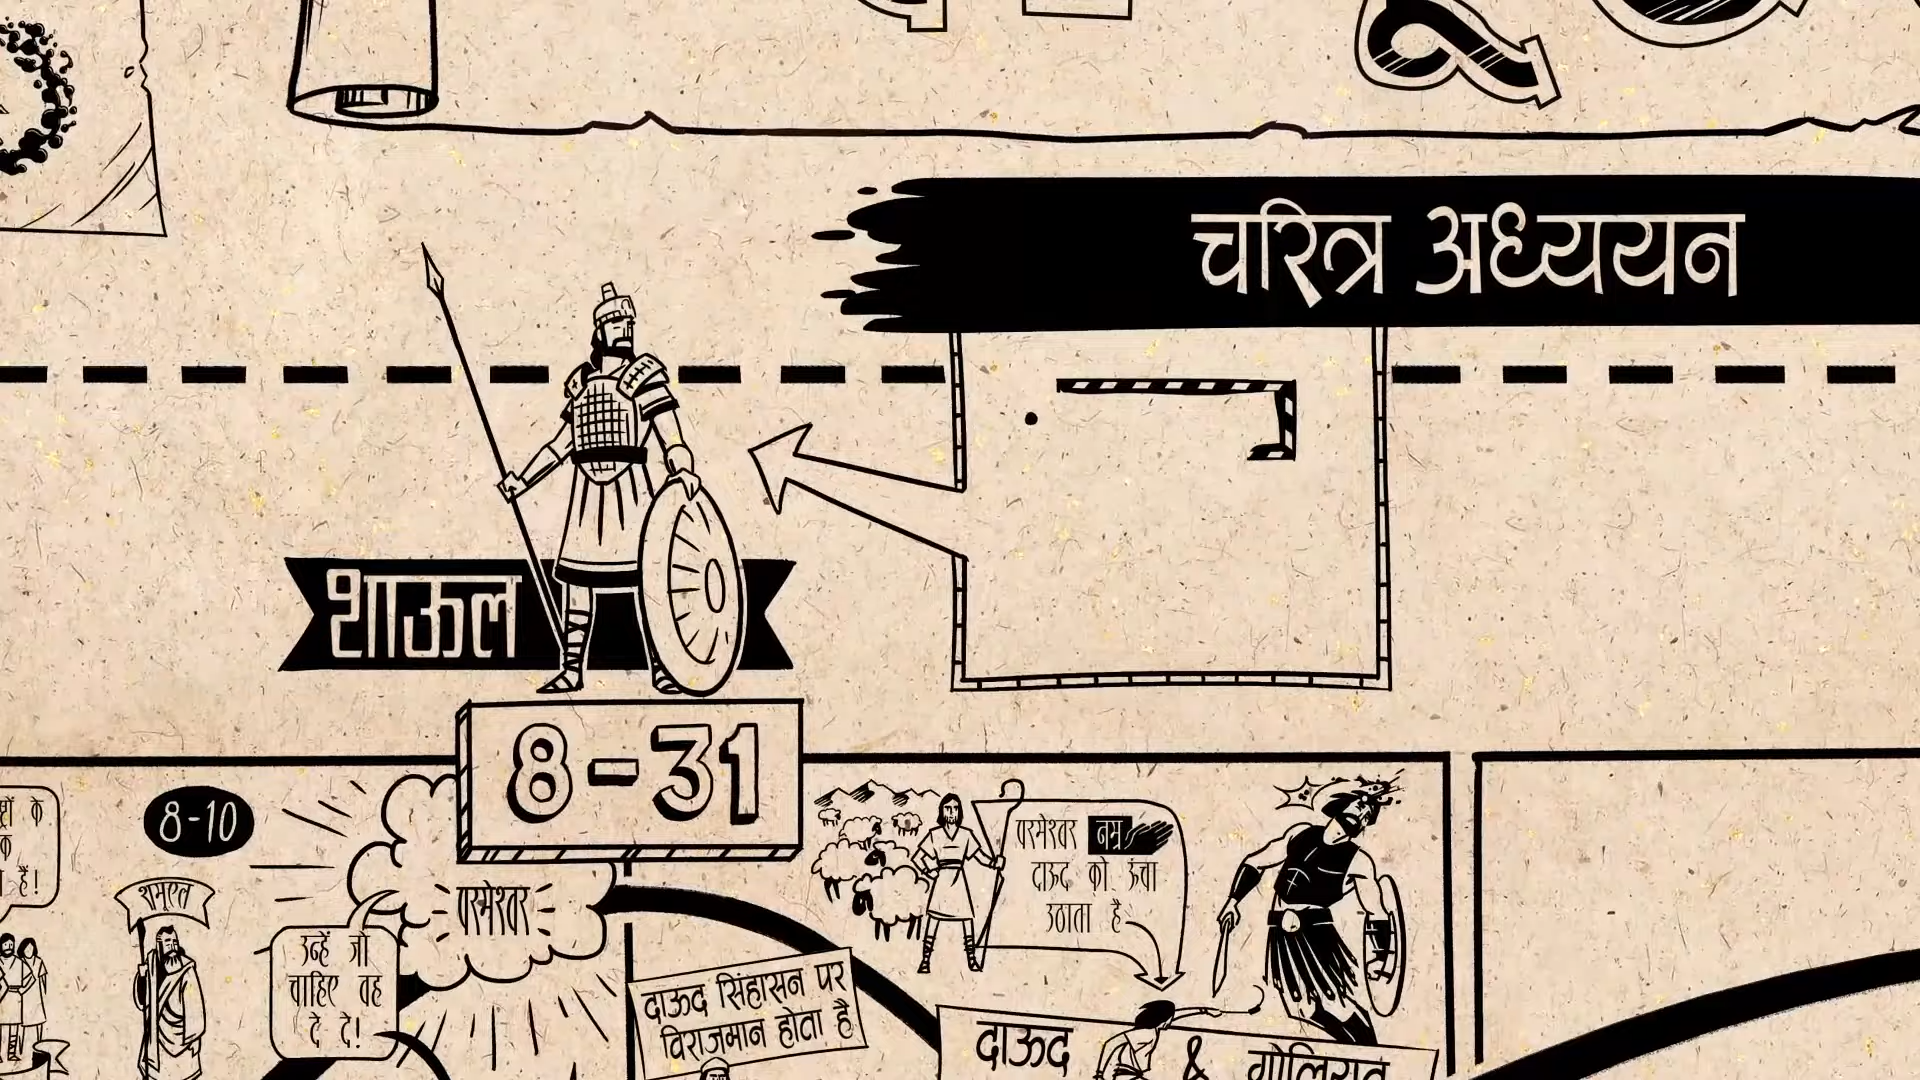 चरित्र अध्ययन
शाऊल
8-31
8-10
के
हैं!
शमूएल
उन्हें जो
चाहिए वह
दे दे!
परमेश्वर
परमेश्वर नम्र
दाऊद को ऊंचा
उठाता है
दाऊद सिंहासन पर
विराजमान होता है
दाऊद & गोलियत